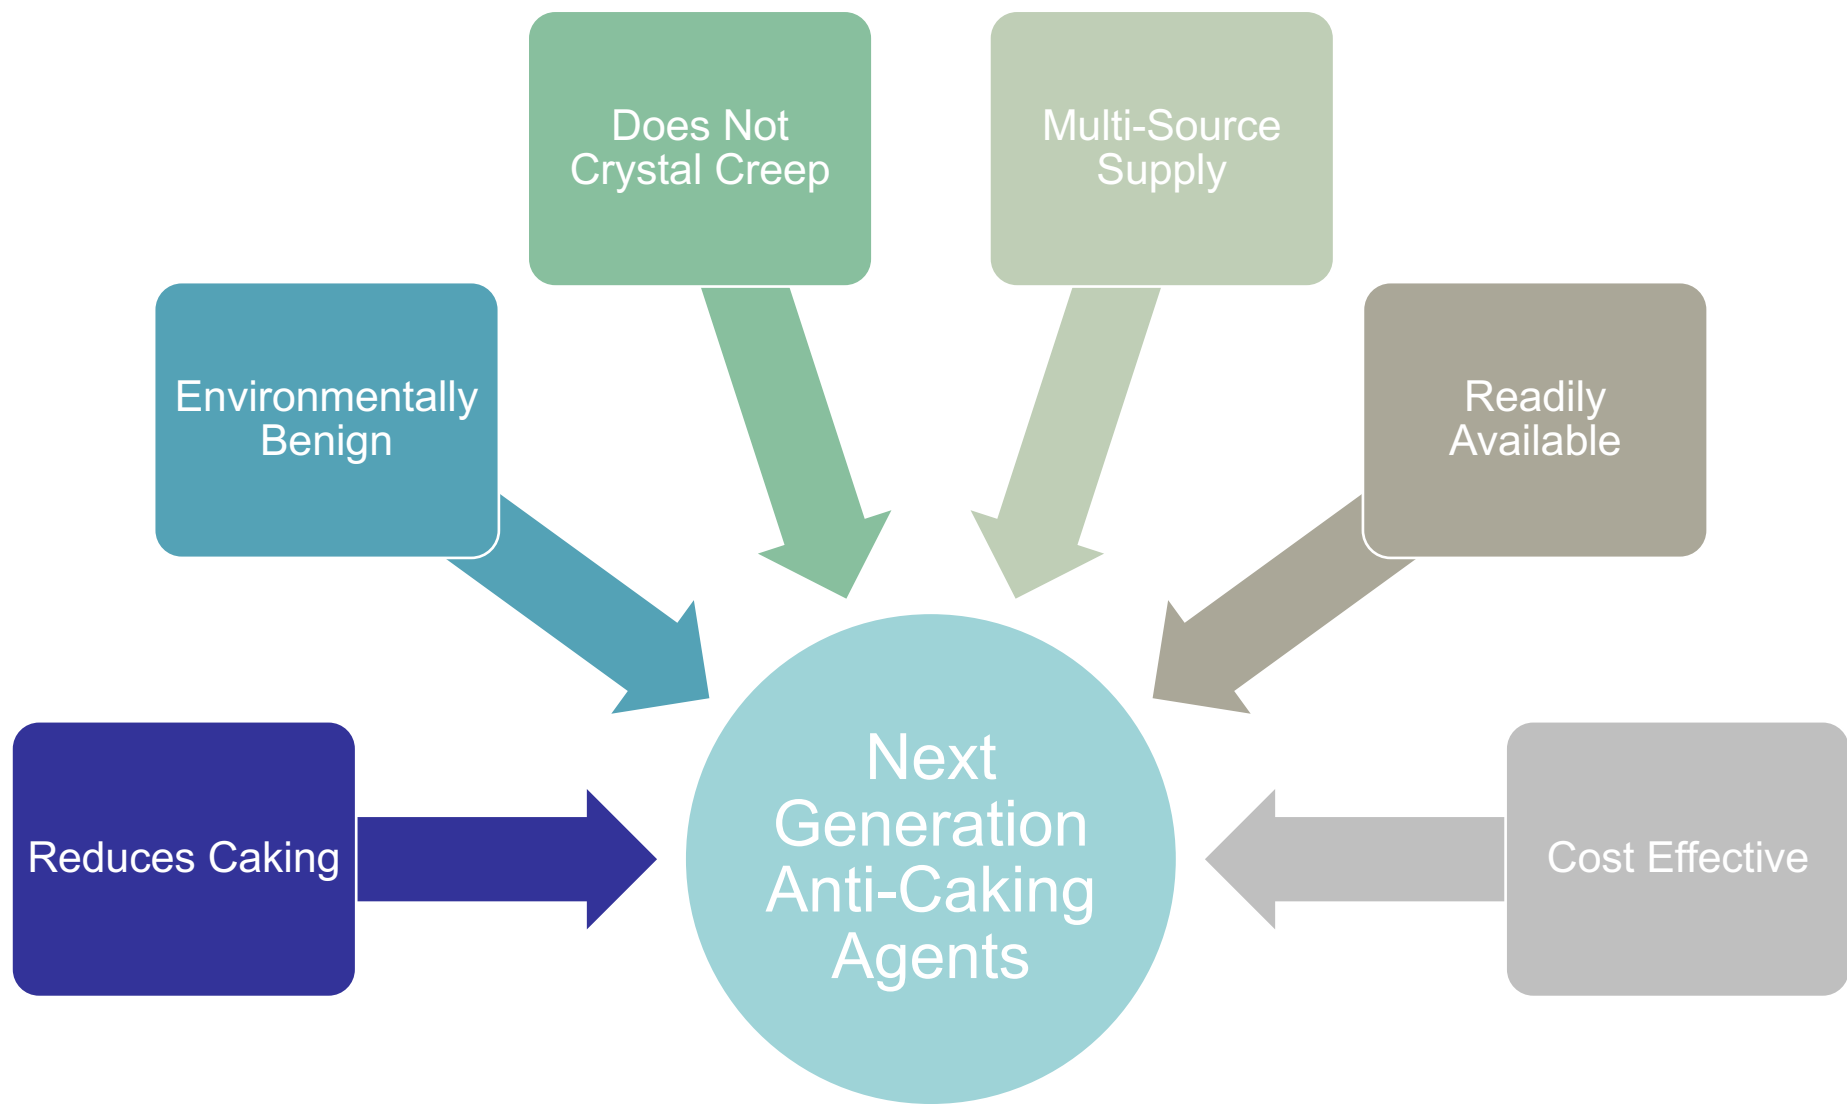 Does Not
Crystal Creep
Multi-Source
Supply
Environmentally
Benign
Readily
Available
Reduces Caking
Next
Generation
Anti-Caking
Agents
Cost Effective